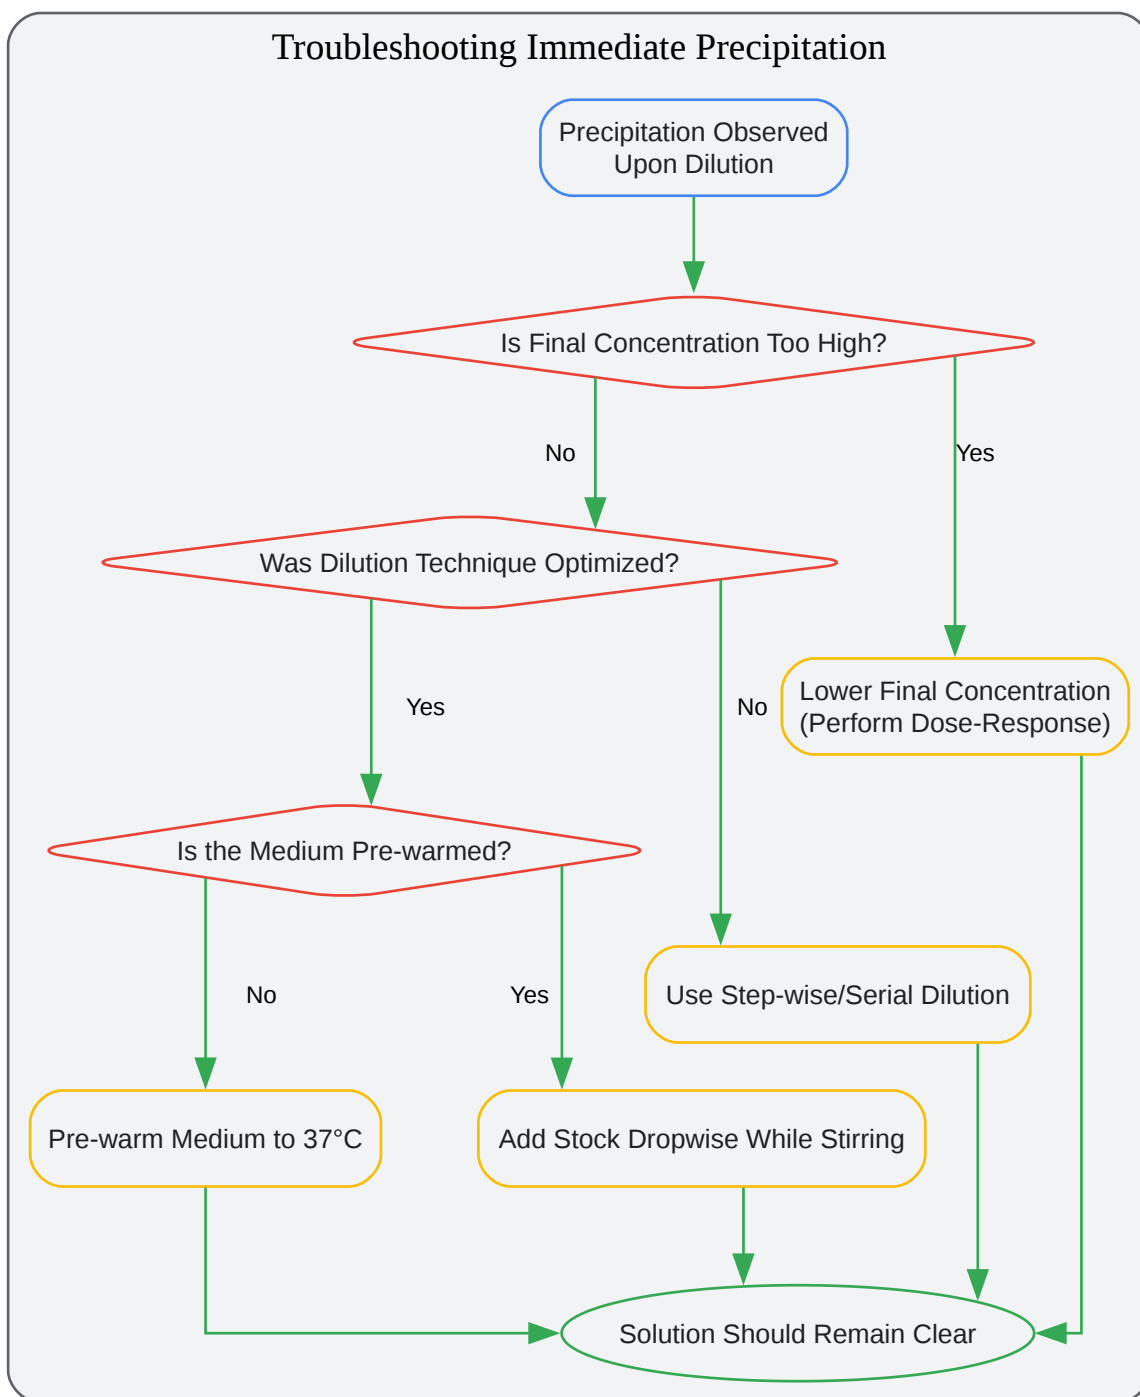 Troubleshooting Immediate Precipitation
Precipitation Observed
Upon Dilution
Is Final Concentration Too High?
No
Yes
Was Dilution Technique Optimized?
Lower Final Concentration
(Perform Dose-Response)
Yes
No
Is the Medium Pre-warmed?
No
Yes
Use Step-wise/Serial Dilution
Pre-warm Medium to 37°C
Add Stock Dropwise While Stirring
Solution Should Remain Clear